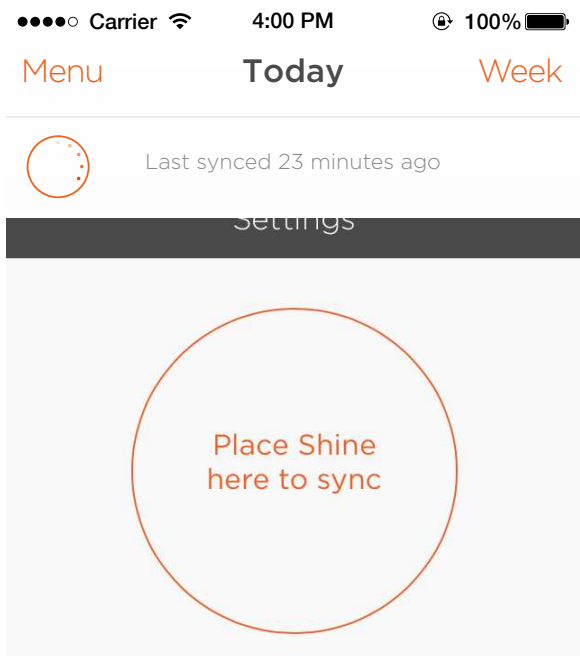 Carrier 4:00 PM 100%
Menu Today Week
Last synced 23 minutes ago
Settings
Place Shine
here to sync